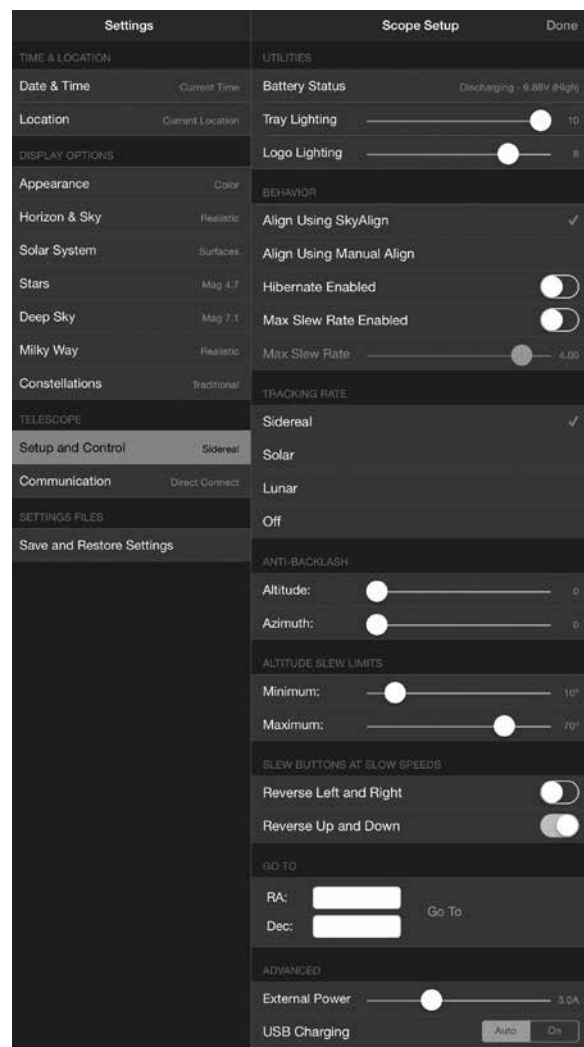 Settings
TIME & LOCATION
Date & Time Current Time
Location Current Location
DISPLAY OPTIONS
Appearance Color
Horizon & Sky Realistic
Solar System Surfaces
Stars Mag 4.7
Deep Sky Mag 7.1
Milky Way Realistic
Constellations Traditional
TELESCOPE
Setup and Control Sidereal
Communication Direct Connect
SETTINGS FILES
Save and Restore Settings
Scope Setup Done
UTILITIES
Battery Status Discharging - 9.88V (High)
Tray Lighting 10
Logo Lighting 8
BEHAVIOR
Align Using SkyAlign ✓
Align Using Manual Align
Hibernate Enabled
Max Slew Rate Enabled
Max Slew Rate 4.00
TRACKING RATE
Sidereal ✓
Solar
Lunar
Off
ANTI-BACKLASH
Altitude: 0
Azimuth: 0
ALTITUDE SLEW LIMITS
Minimum: 10°
Maximum: 70°
SLEW BUTTONS AT SLOW SPEEDS
Reverse Left and Right
Reverse Up and Down
GO TO
RA:
Go To
Dec:
ADVANCED
External Power 3.0A
USB Charging Auto On